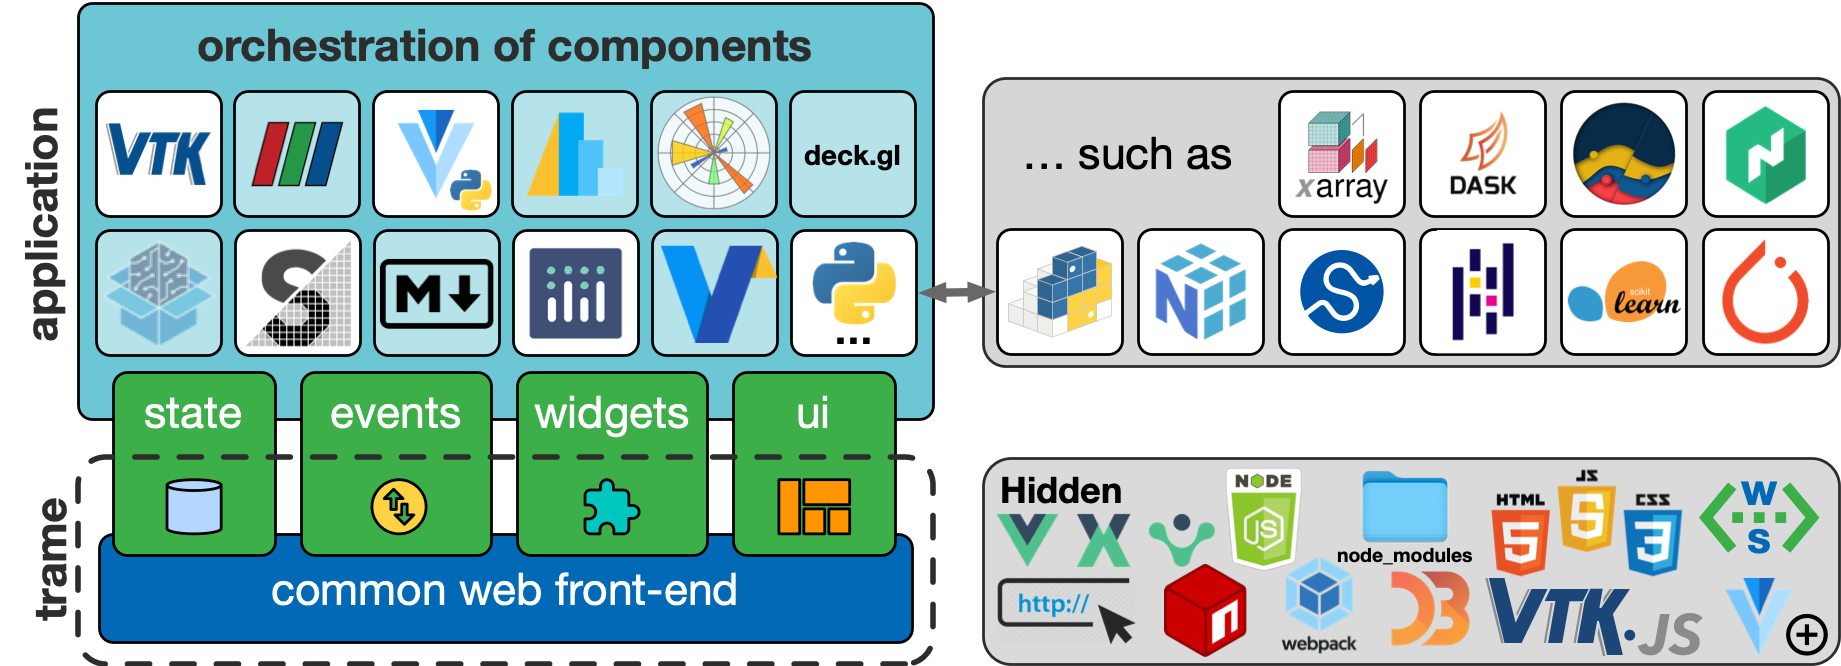 orchestration of components
application
VTK
deck.gl
S
M
...
state
events
widgets
ui
trame
common web front-end
... such as
xarray
DASK
N
N
S
scikit
learn
Hidden
NODE
JS
node_modules
HTML
5
JS
5
CSS
3
W
S
http://
n
webpack
D3
VTK.JS